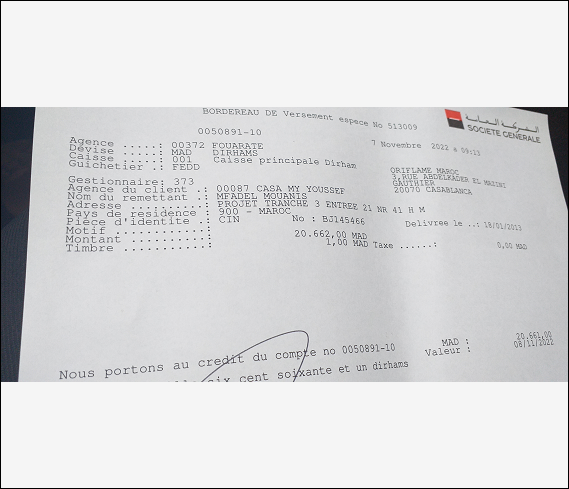 BORDEREAU DE Versement espece No 513009
الشركة العامة
SOCIETE GENERALE
0050891-10
7 Novembre 2022 a 09:13
Agence .....: 00372 FOUARATE
Devise .....: MAD DIRHAMS
Caisse .....: 001 Caisse principale Dirham
Guichetier .: FEDD
ORIFLAME MAROC
3,RUE ABDELKADER EL MAZINI
GAUTHIER
20070 CASABLANCA
Gestionnaire: 373
Agence du client .: 00087 CASA MY YOUSSEF
Nom du remettant .: MFADEL MOUANIS
Adresse ..........: PROJET TRANCHE 3 ENTREE 21 NR 41 H M
Pays de residence : 900 - MAROC
Pièce d'identite .: CIN No : BJ145466 Delivree le ..: 18/01/2013
Motif ...........:
Montant .........: 20.662,00 MAD
Timbre ..........: 1,00 MAD Taxe ......: 0,00 MAD
Nous portons au credit du compte no 0050891-10 MAD : 20.661,00
Valeur : 08/11/2022
six cent soixante et un dirhams